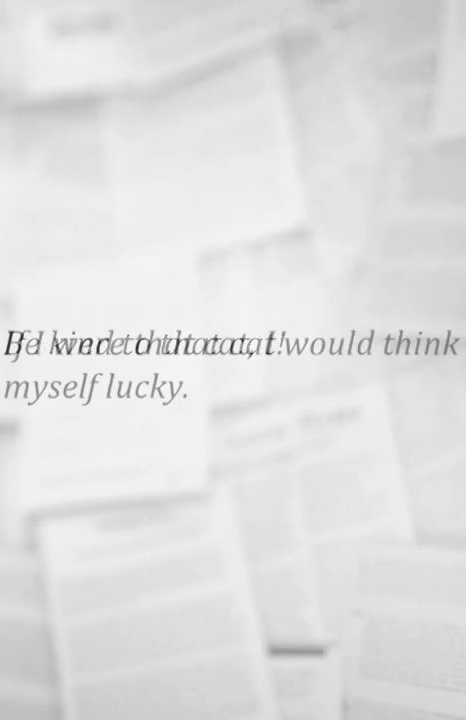 Be kind to that cat!
If I were that cat, I would think
myself lucky.